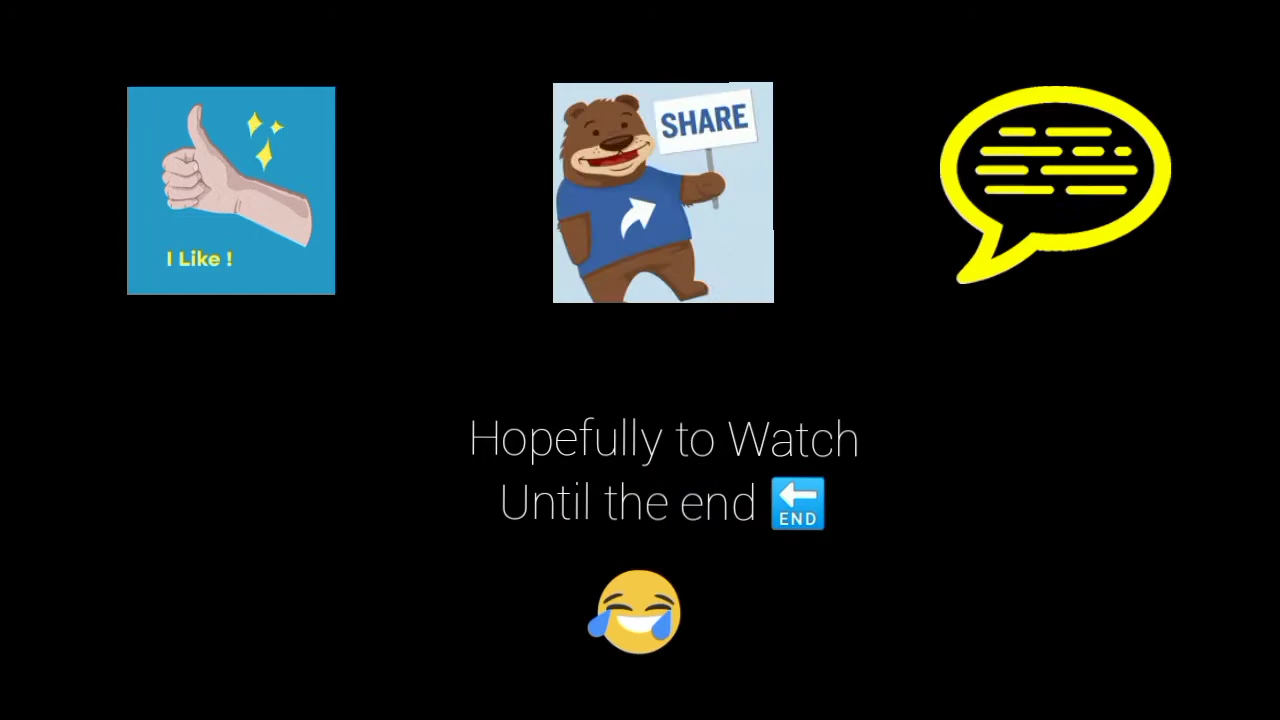 I Like !
SHARE
Hopefully to Watch
Until the end 🔚
END